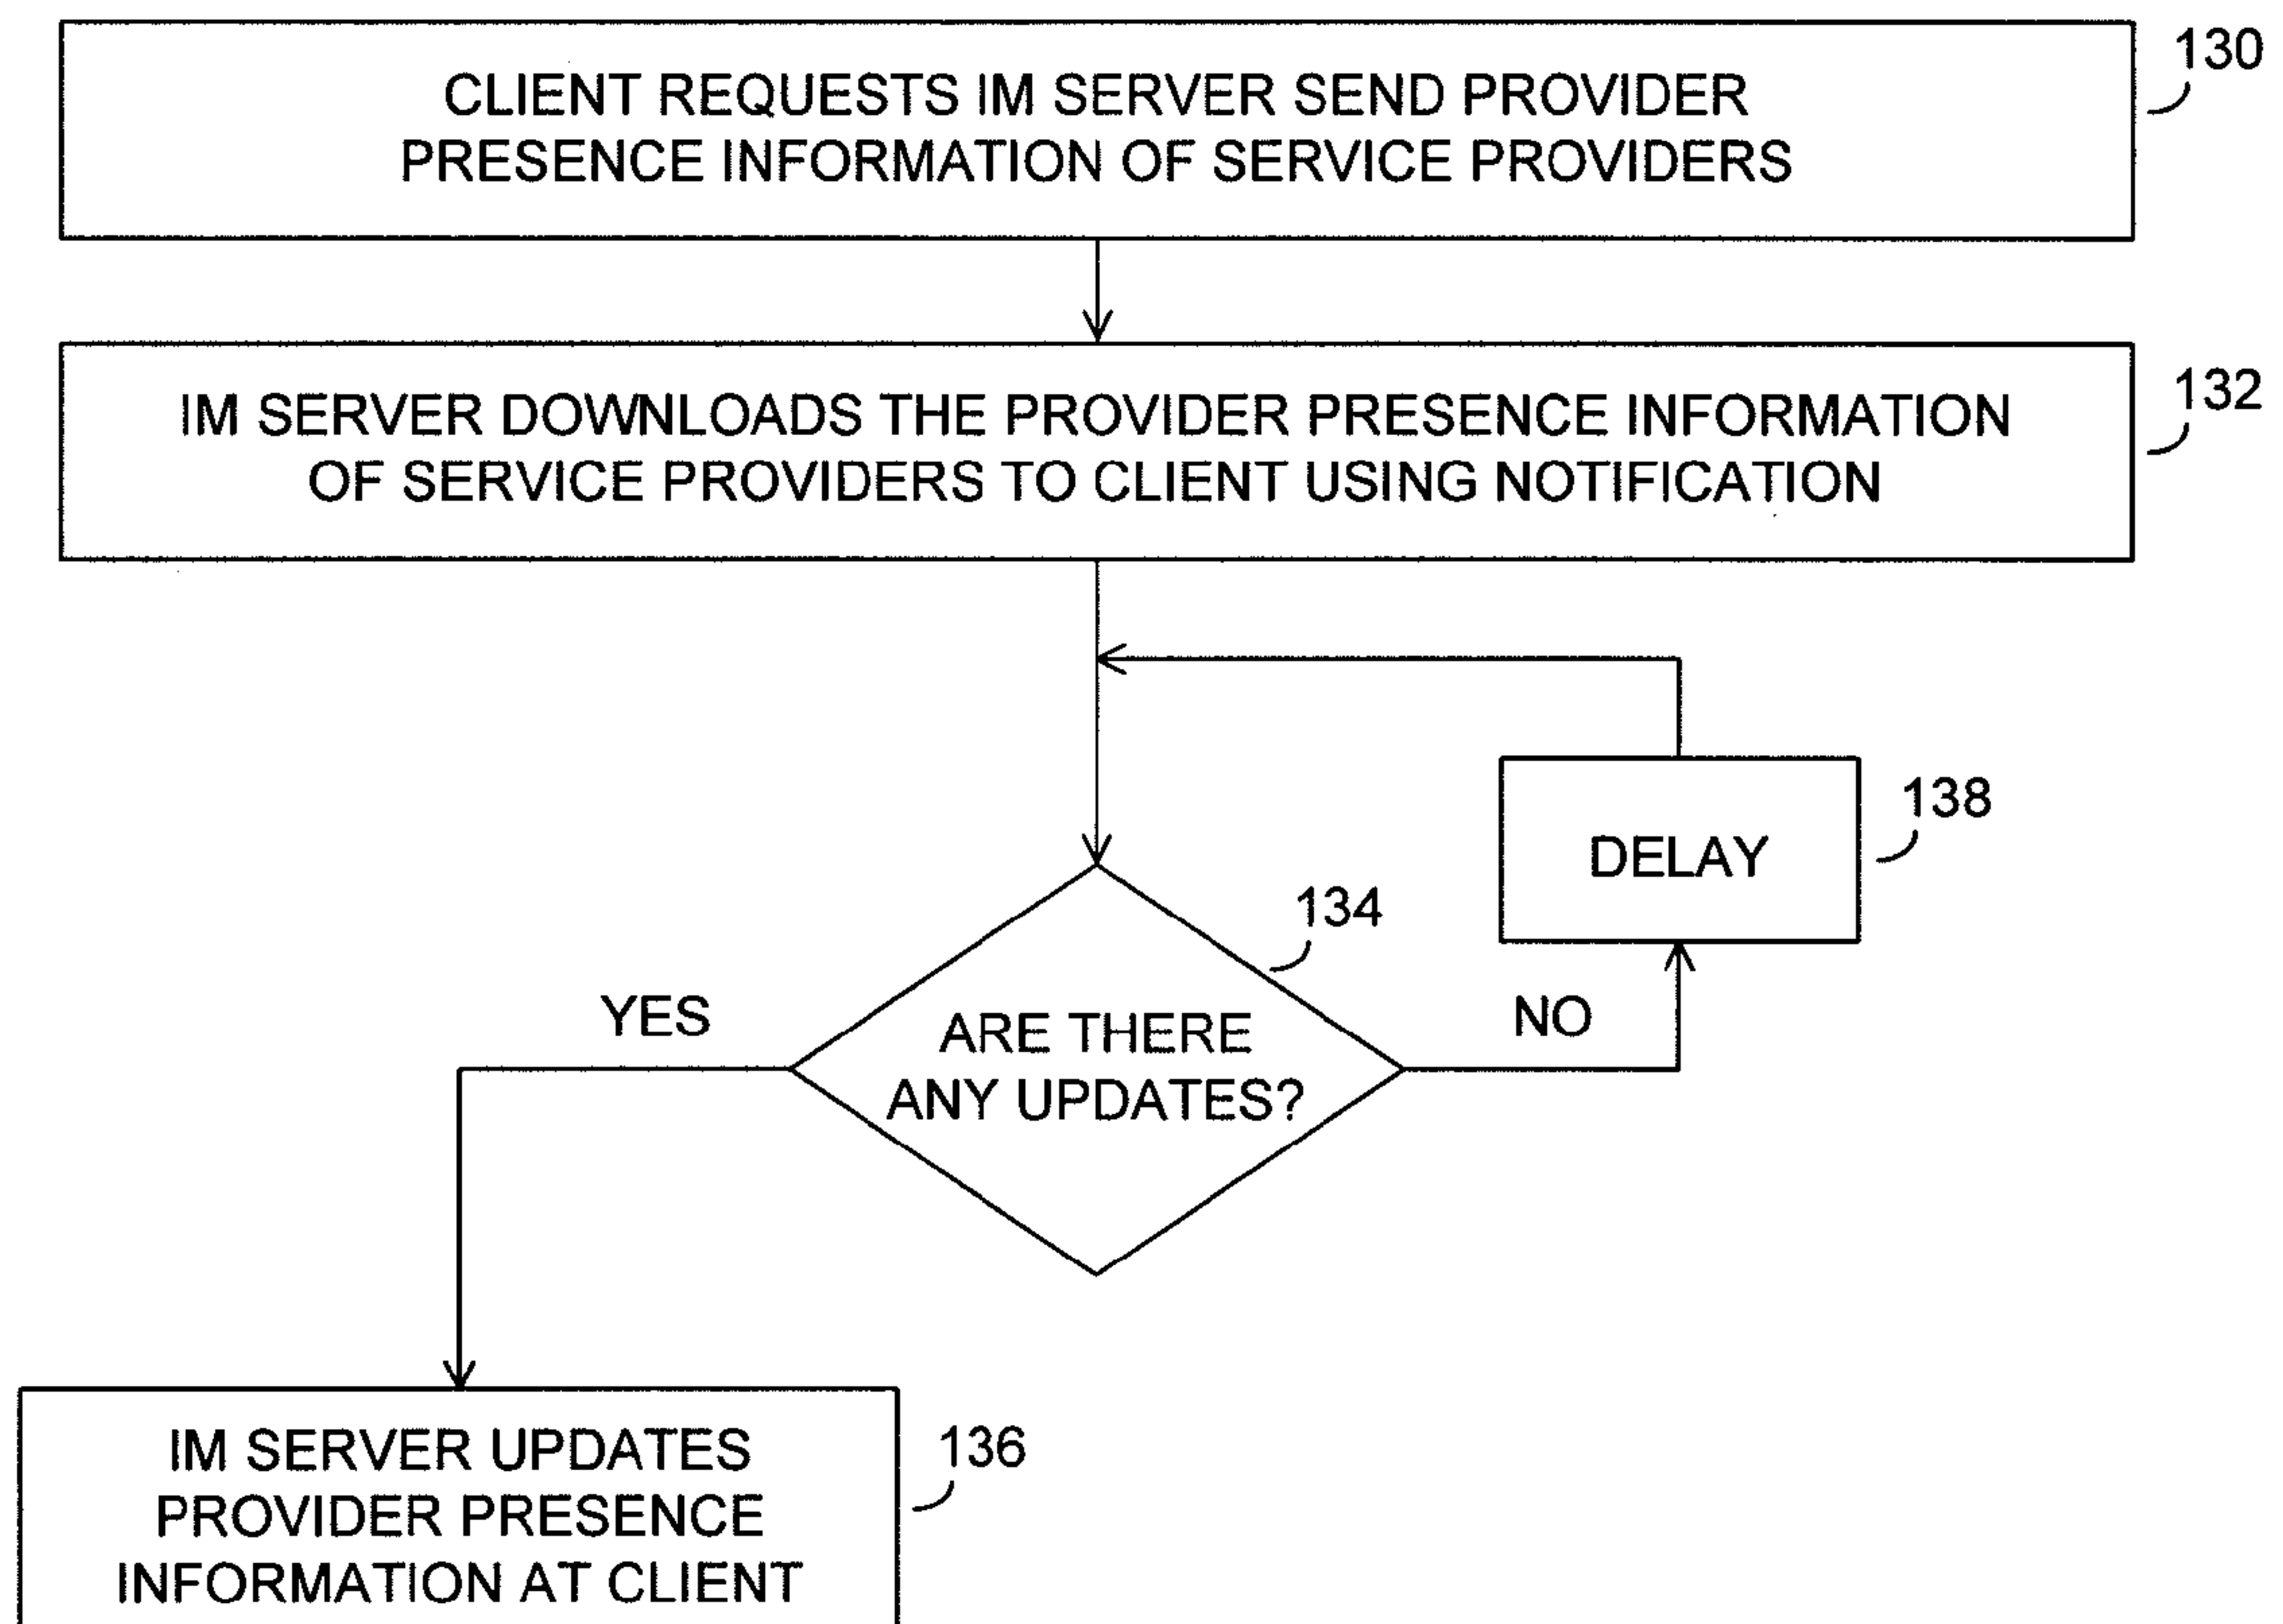 CLIENT REQUESTS IM SERVER SEND PROVIDER
PRESENCE INFORMATION OF SERVICE PROVIDERS
130
IM SERVER DOWNLOADS THE PROVIDER PRESENCE INFORMATION
OF SERVICE PROVIDERS TO CLIENT USING NOTIFICATION
132
DELAY
138
134
YES
ARE THERE
ANY UPDATES?
NO
IM SERVER UPDATES
PROVIDER PRESENCE
INFORMATION AT CLIENT
136